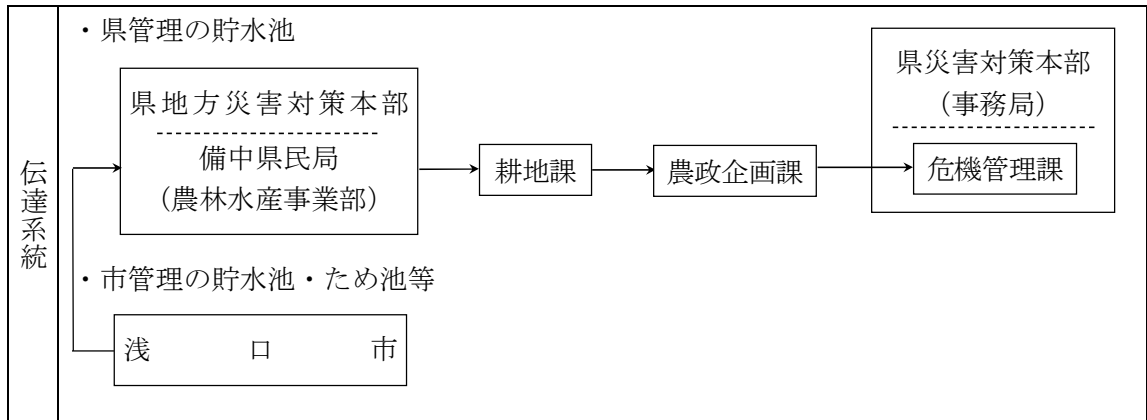 伝達系統
・県管理の貯水池
県地方災害対策本部
備中県民局
(農林水産事業部)
耕地課
農政企画課
県災害対策本部
(事務局)
危機管理課
・市管理の貯水池・ため池等
浅口市